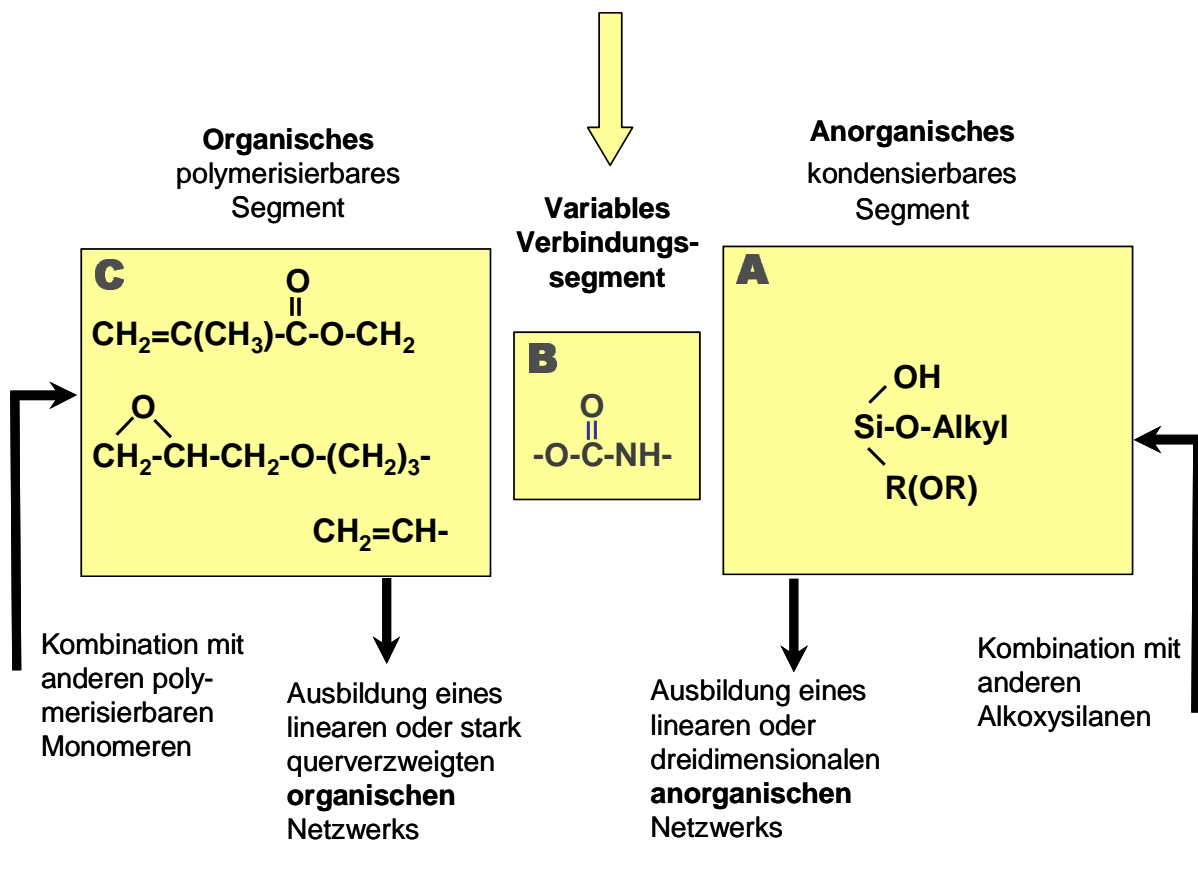 Organisches
polymerisierbares
Segment
C
O
CH2=C(CH3)-C-O-CH2
O
CH2-CH-CH2-O-(CH2)3-
CH2=CH-
Variables
Verbindungs-
segment
B
O
-O-C-NH-
Anorganisches
kondensierbares
Segment
A
OH
Si-O-Alkyl
R(OR)
Kombination mit
anderen poly-
merisierbaren
Monomeren
Ausbildung eines
linearen oder stark
querverzweigten
organischen
Netzwerks
Ausbildung eines
linearen oder
dreidimensionalen
anorganischen
Netzwerks
Kombination mit
anderen
Alkoxysilanen